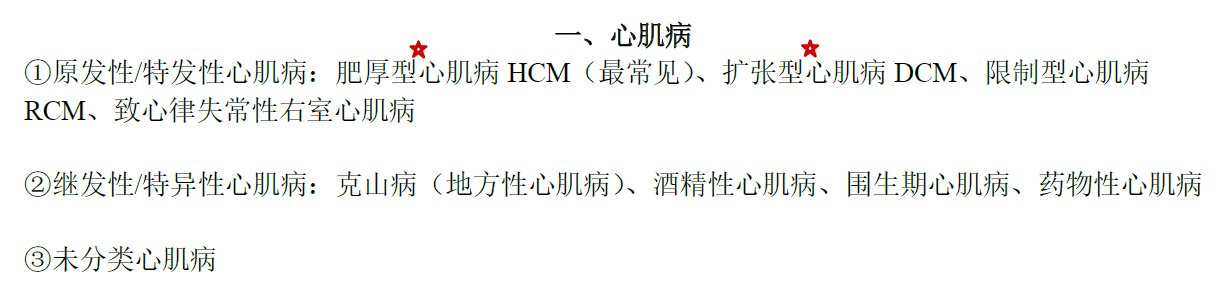 一、心肌病
①原发性/特发性心肌病：肥厚型心肌病 HCM（最常见）、扩张型心肌病 DCM、限制型心肌病
RCM、致心律失常性右室心肌病
②继发性/特异性心肌病：克山病（地方性心肌病）、酒精性心肌病、围生期心肌病、药物性心肌病
③未分类心肌病